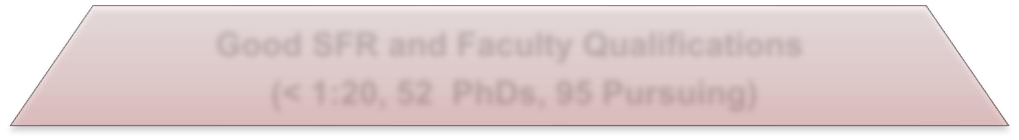 Good SFR and Faculty Qualifications
(< 1:20, 52 PhDs, 95 Pursuing)